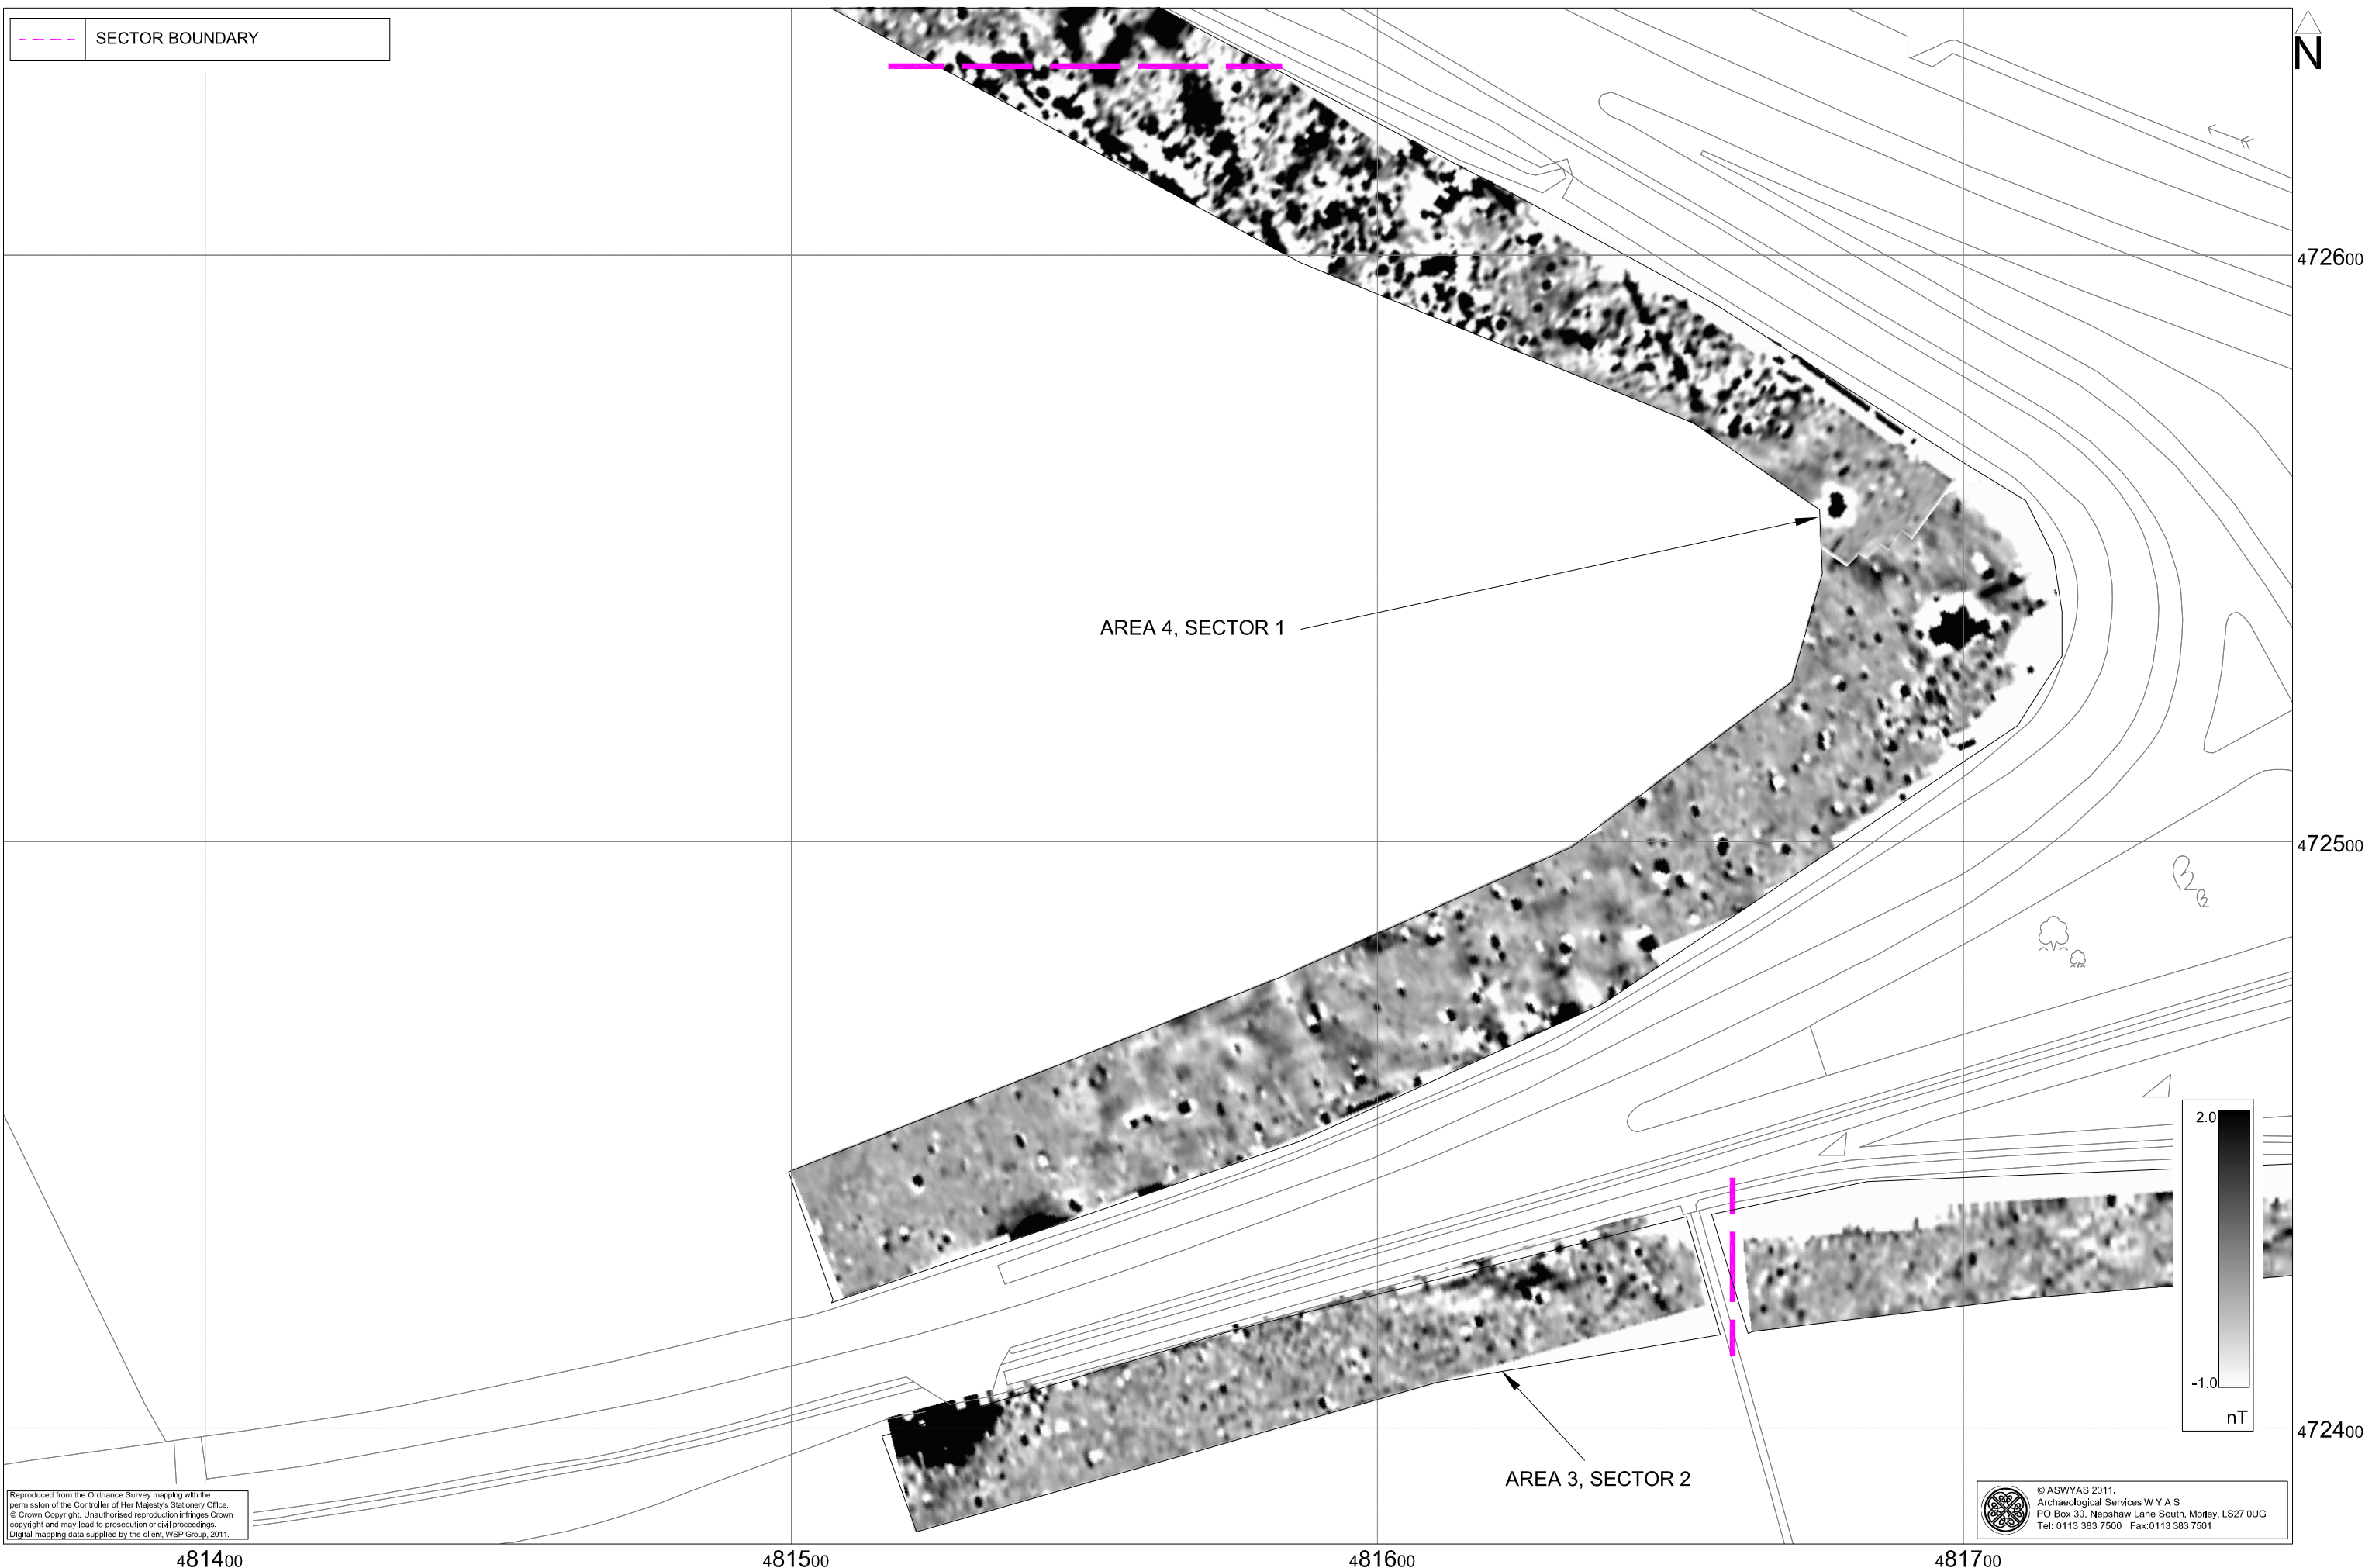 SECTOR BOUNDARY
N
472600
AREA 4, SECTOR 1
472500
2.0
-1.0
nT
472400
AREA 3, SECTOR 2
Reproduced from the Ordnance Survey mapping with the
permission of the Controller of Her Majesty's Stationery Office.
© Crown Copyright. Unauthorised reproduction infringes Crown
copyright and may lead to prosecution or civil proceedings.
Digital mapping data supplied by the client, WSP Group, 2011.
© ASWYAS 2011.
Archaeological Services W Y A S
PO Box 30, Nepshaw Lane South, Morley, LS27 0UG
Tel: 0113 383 7500 Fax:0113 383 7501
481400
481500
481600
481700